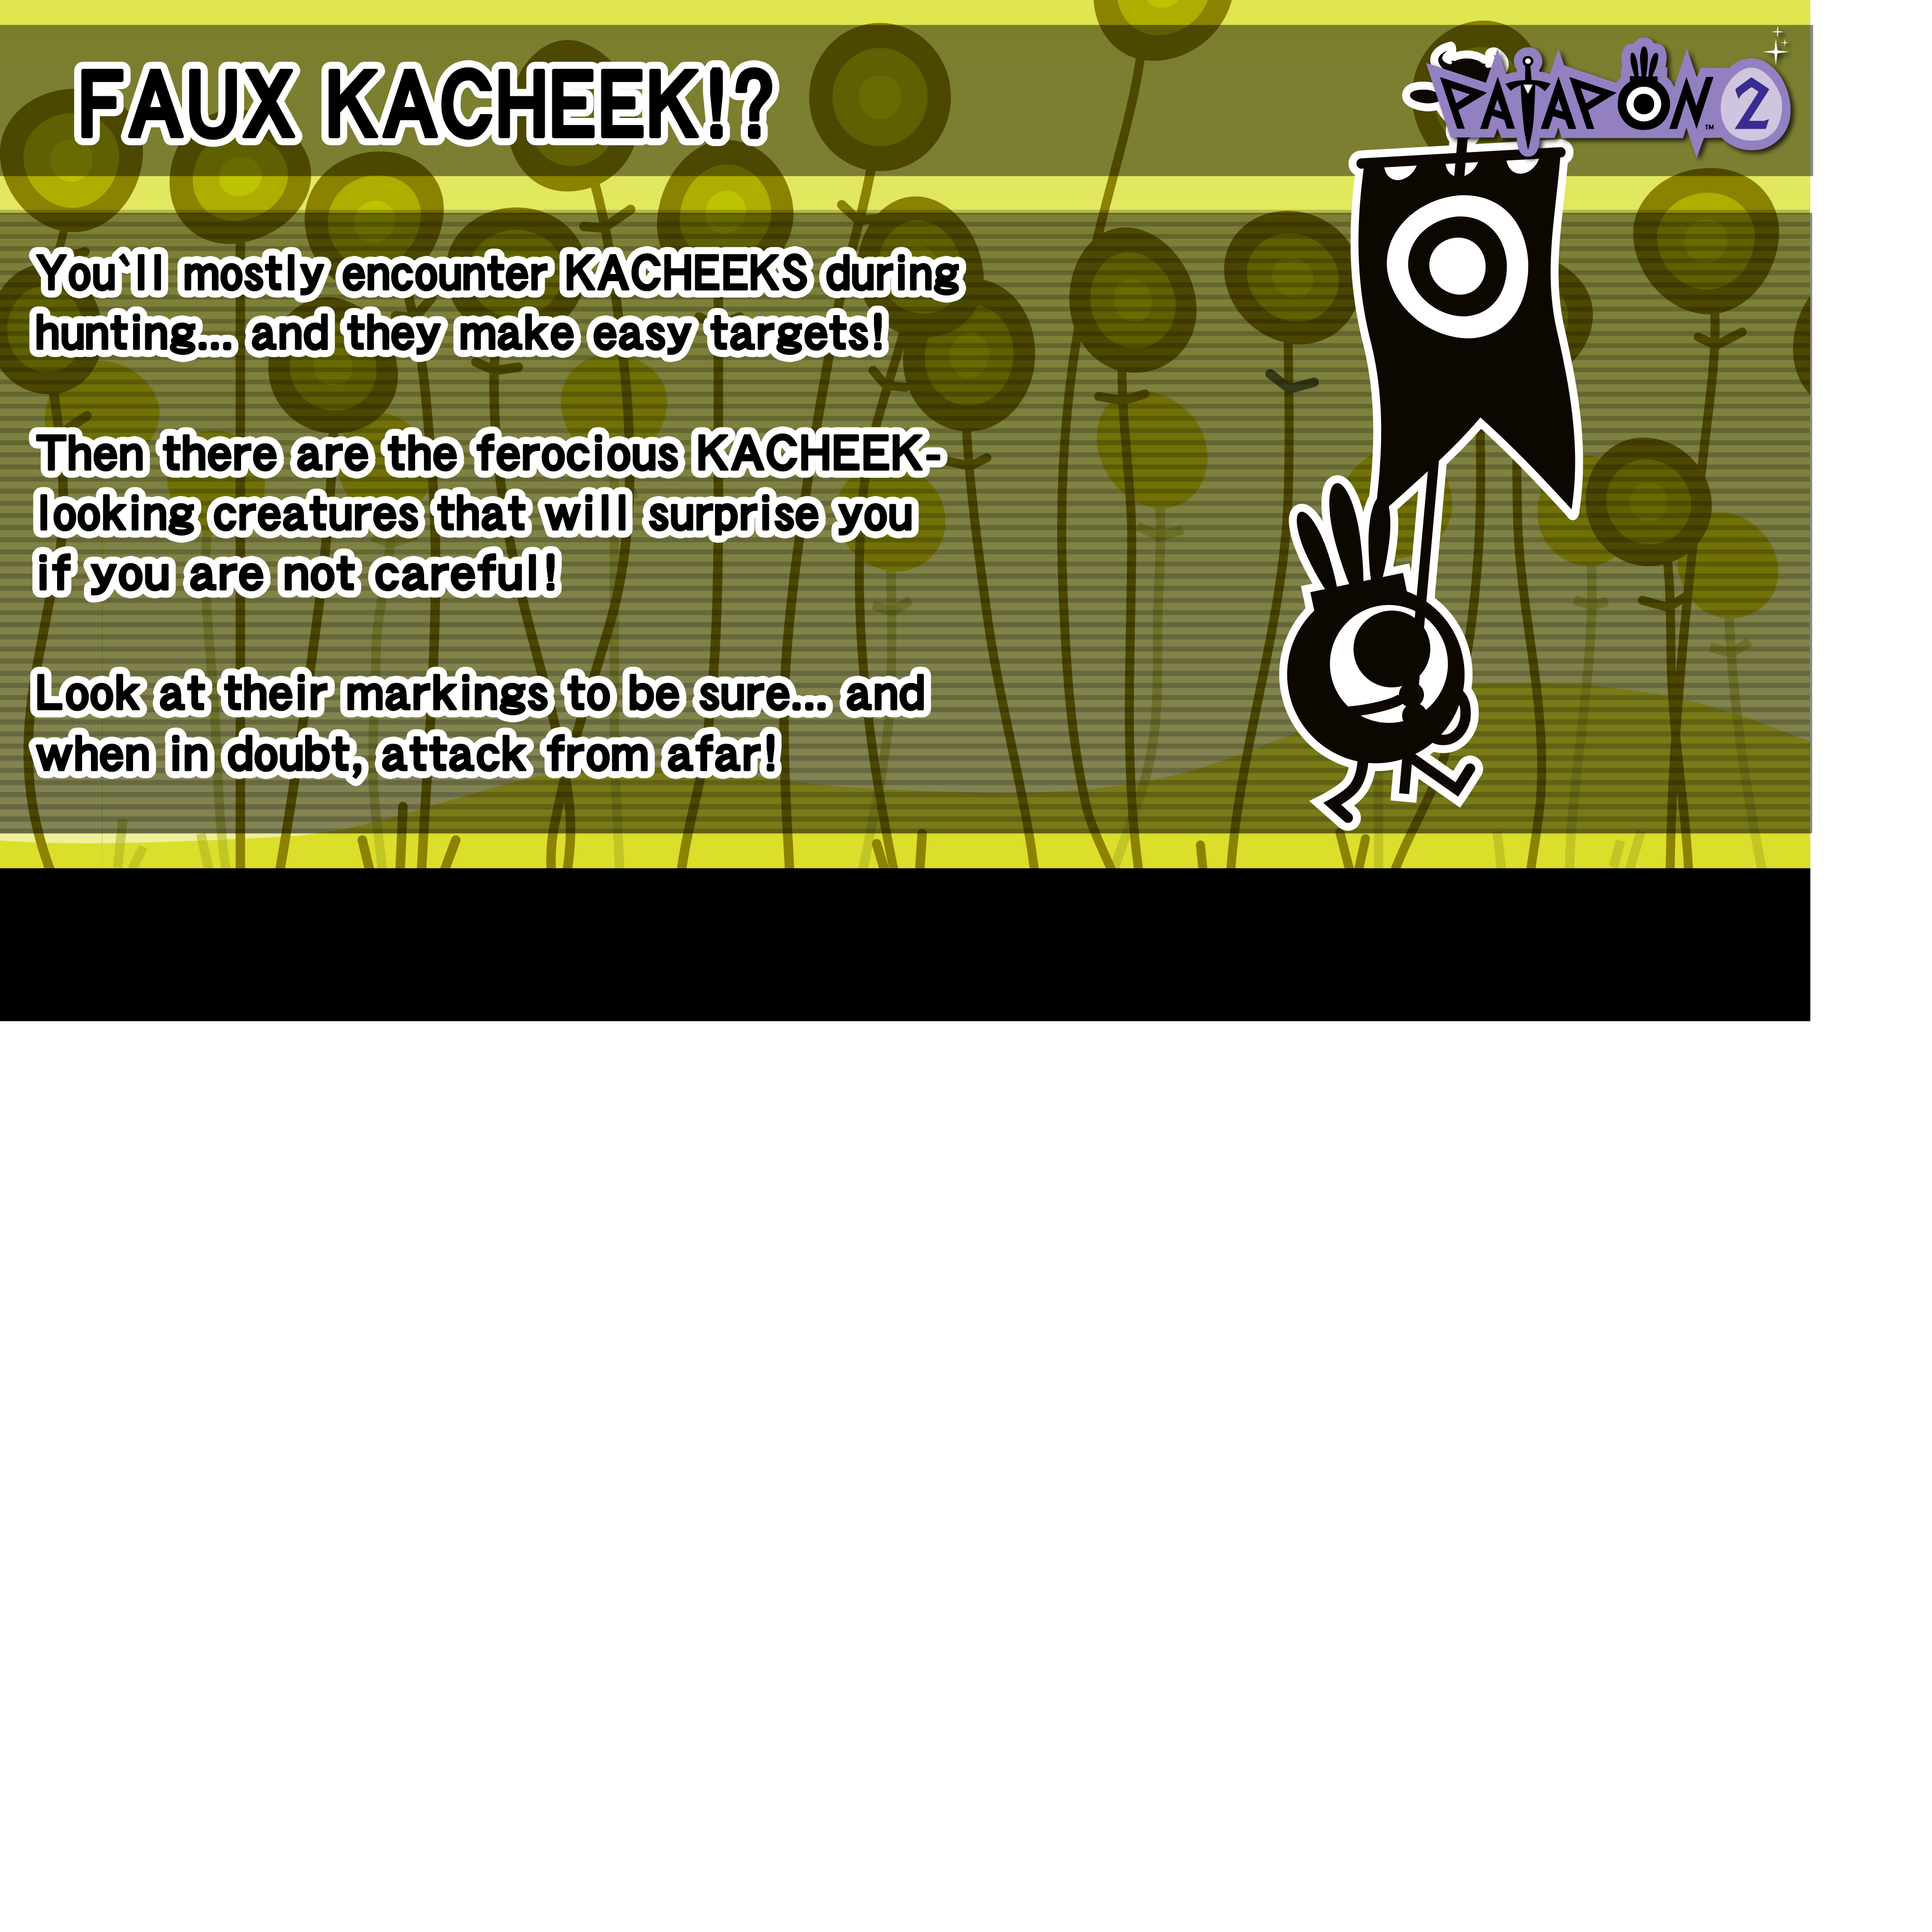 FAUX KACHEEK!?
PATAPON 2
TM
You'll mostly encounter KACHEEKS during
hunting... and they make easy targets!
Then there are the ferocious KACHEEK-
looking creatures that will surprise you
if you are not careful!
Look at their markings to be sure... and
when in doubt, attack from afar!